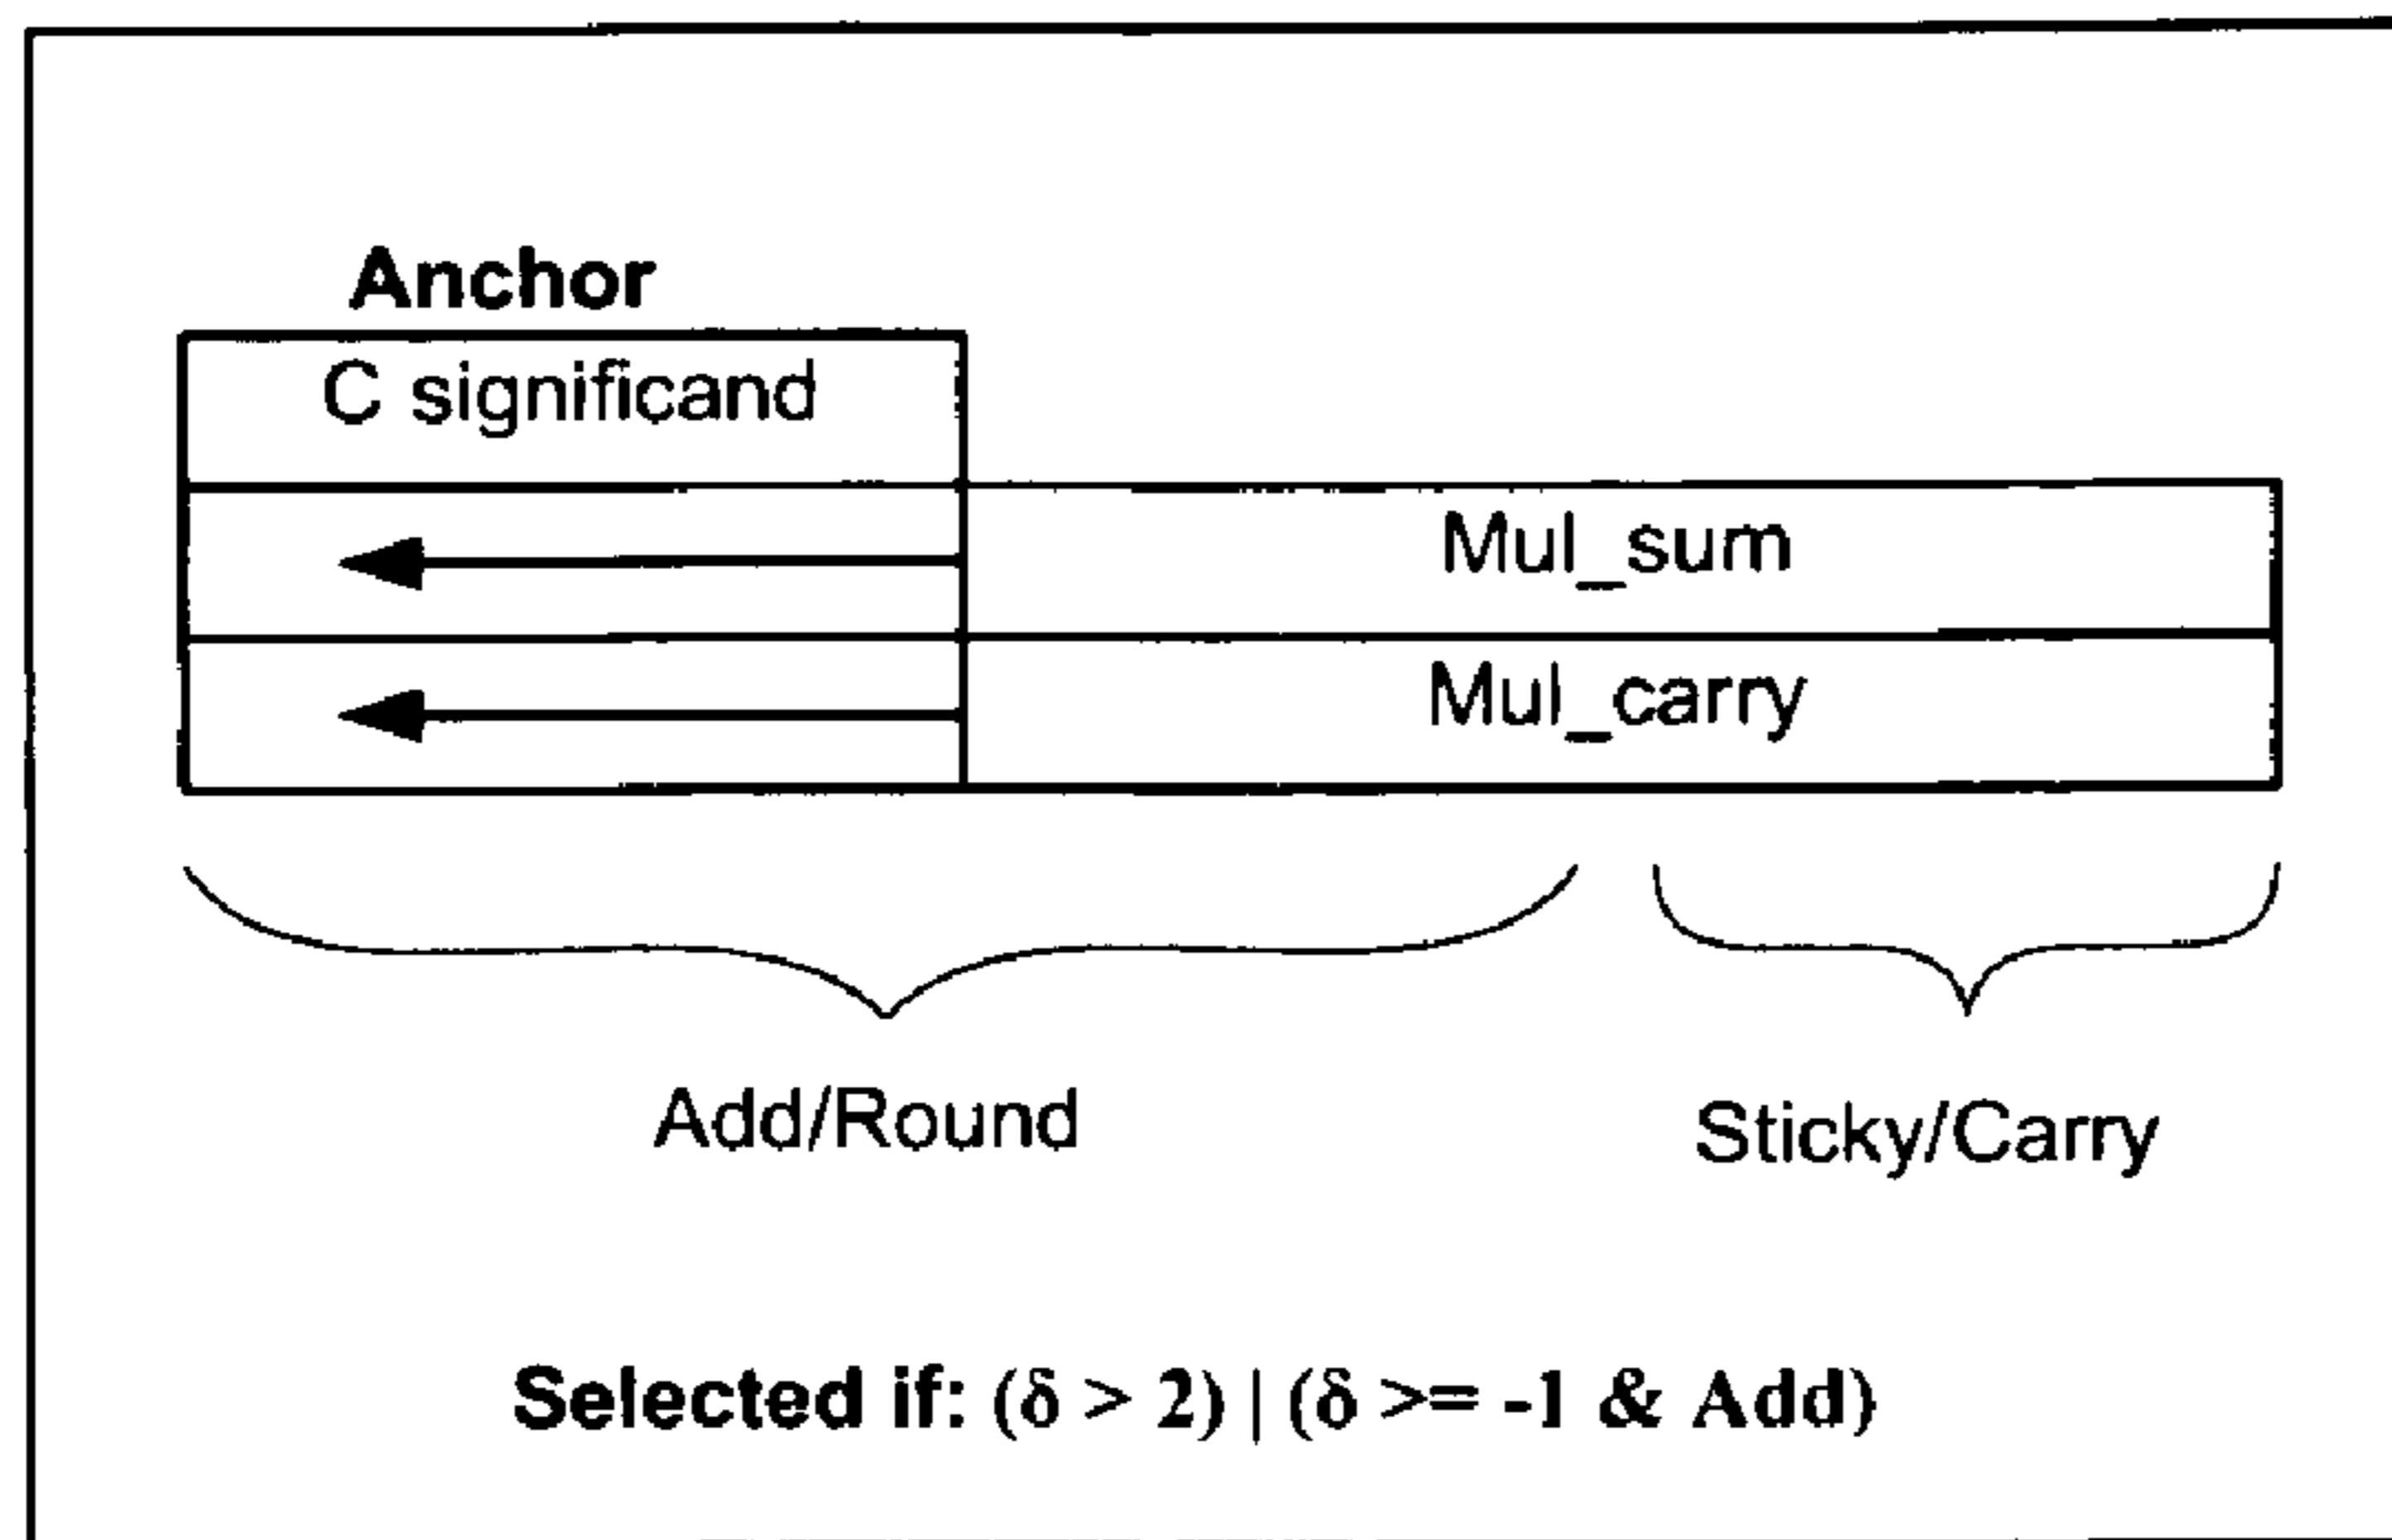 Anchor
C significand
Mul_sum
Mul_carry
Add/Round
Sticky/Carry
Selected if: (δ > 2) | (δ >= -1 & Add)